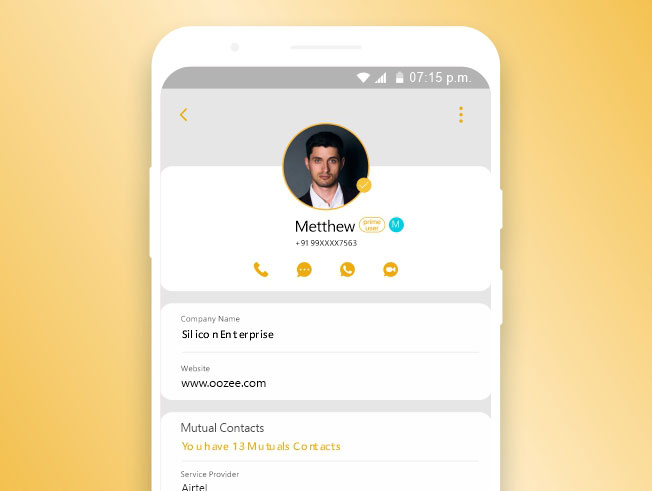 07:15 p.m.
Metthew
prime
user
M
+91 99XXXX7563
Company Name
Silicon Enterprise
Website
www.oozee.com
Mutual Contacts
You have 13 Mutuals Contacts
Service Provider
Airtel